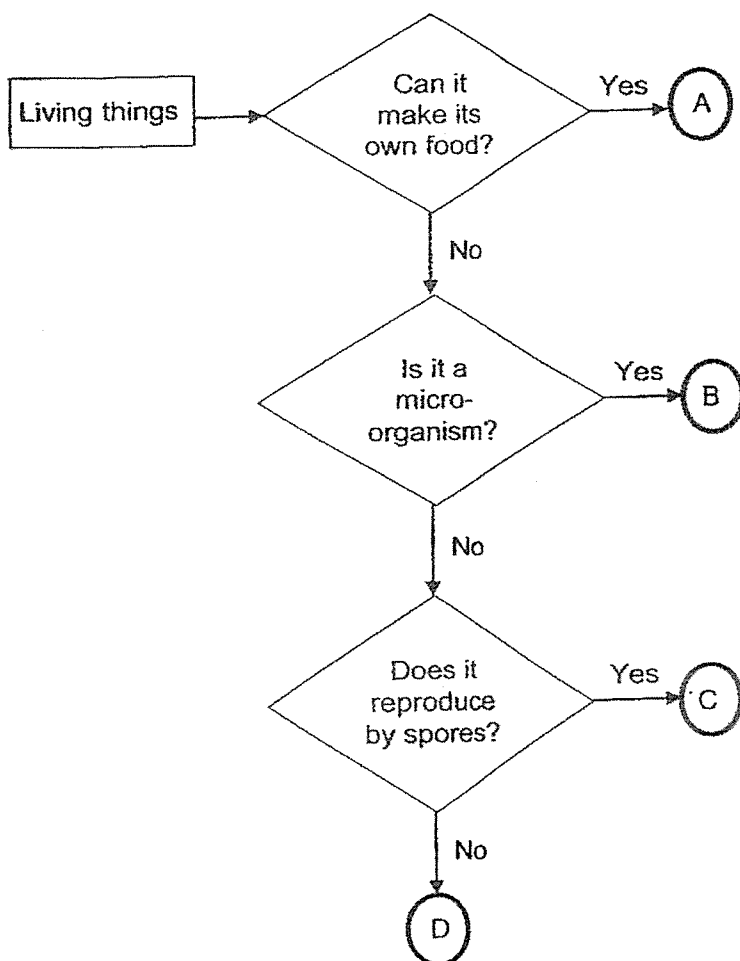 Living things
Can it
make its
own food?
Yes
A
No
Is it a
micro-
organism?
Yes
B
No
Does it
reproduce
by spores?
Yes
C
No
D